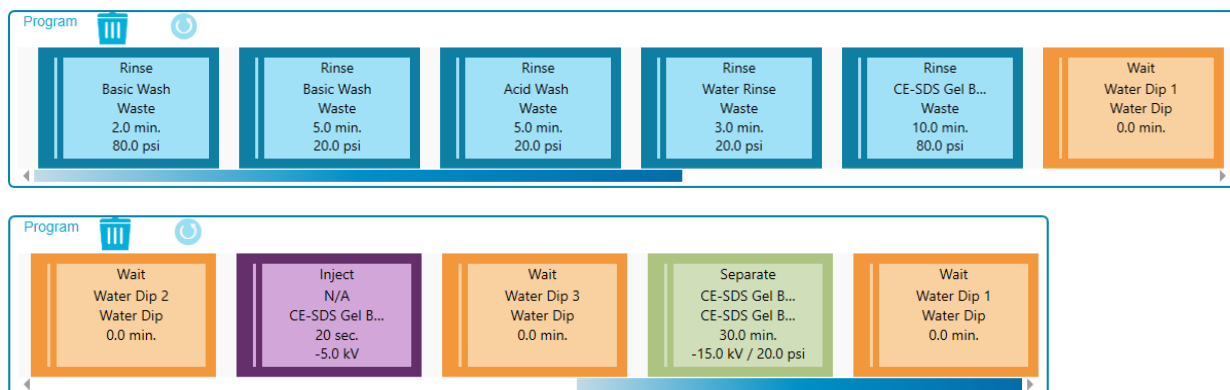 Program
Rinse
Basic Wash
Waste
2.0 min.
80.0 psi
Rinse
Basic Wash
Waste
5.0 min.
20.0 psi
Rinse
Acid Wash
Waste
5.0 min.
20.0 psi
Rinse
Water Rinse
Waste
3.0 min.
20.0 psi
Rinse
CE-SDS Gel B...
Waste
10.0 min.
80.0 psi
Wait
Water Dip 1
Water Dip
0.0 min.
Program
Wait
Water Dip 2
Water Dip
0.0 min.
Inject
N/A
CE-SDS Gel B...
20 sec.
-5.0 kV
Wait
Water Dip 3
Water Dip
0.0 min.
Separate
CE-SDS Gel B...
CE-SDS Gel B...
30.0 min.
-15.0 kV / 20.0 psi
Wait
Water Dip 1
Water Dip
0.0 min.